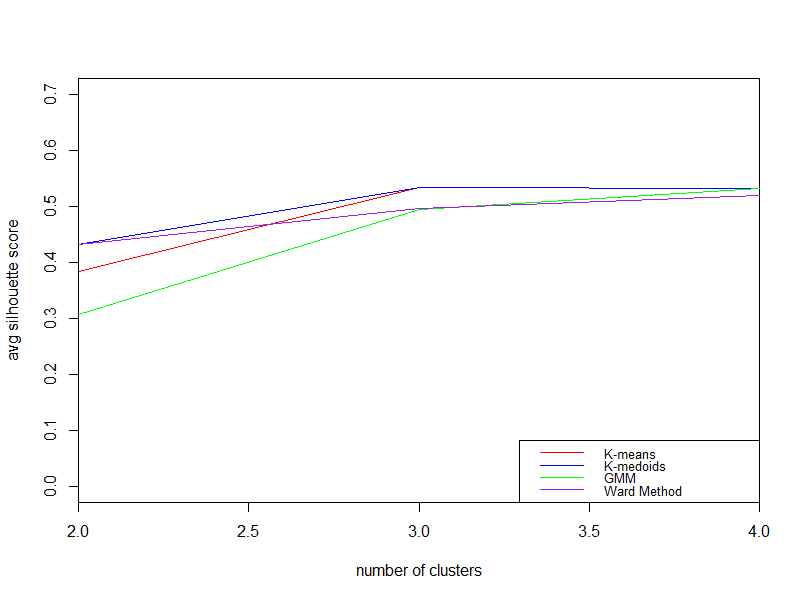 avg silhouette score
0.7
0.6
0.5
0.4
0.3
0.2
0.1
0.0
K-means
K-medoids
GMM
Ward Method
2.0 2.5 3.0 3.5 4.0
number of clusters